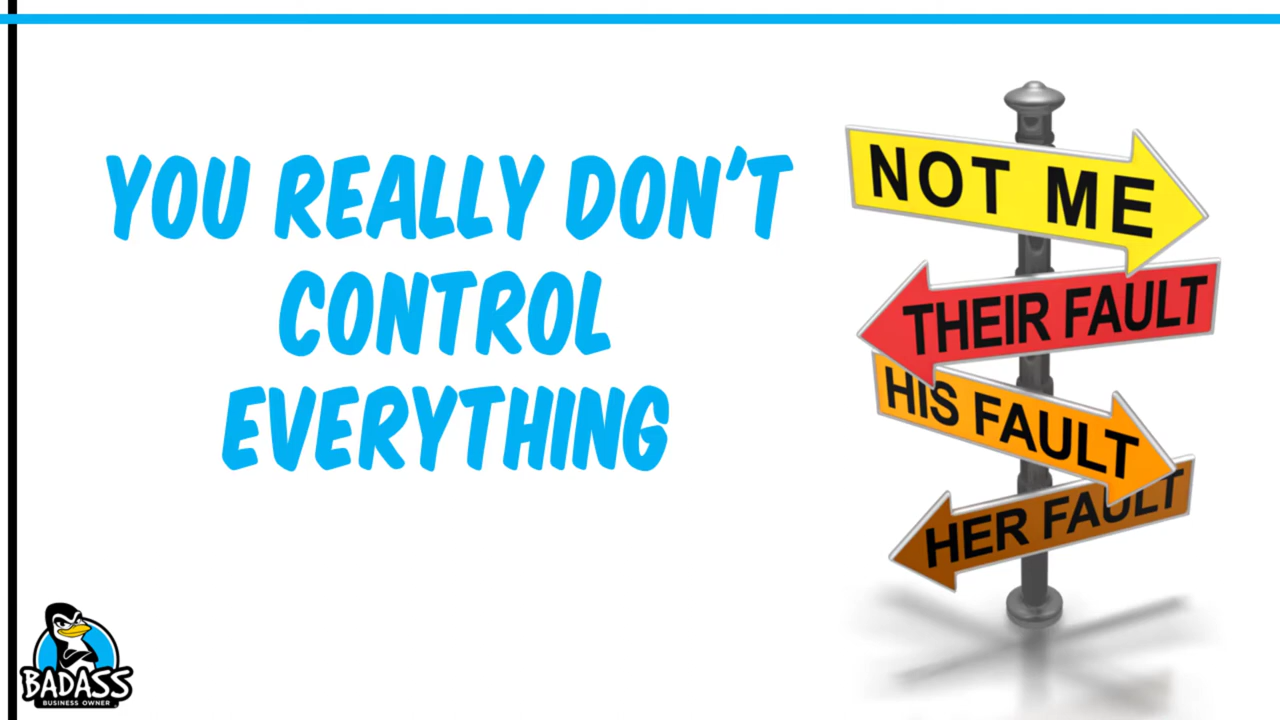 YOU REALLY DON'T
CONTROL
EVERYTHING
NOT ME
THEIR FAULT
HIS FAULT
HER FAULT
BADASS
BUSINESS OWNER